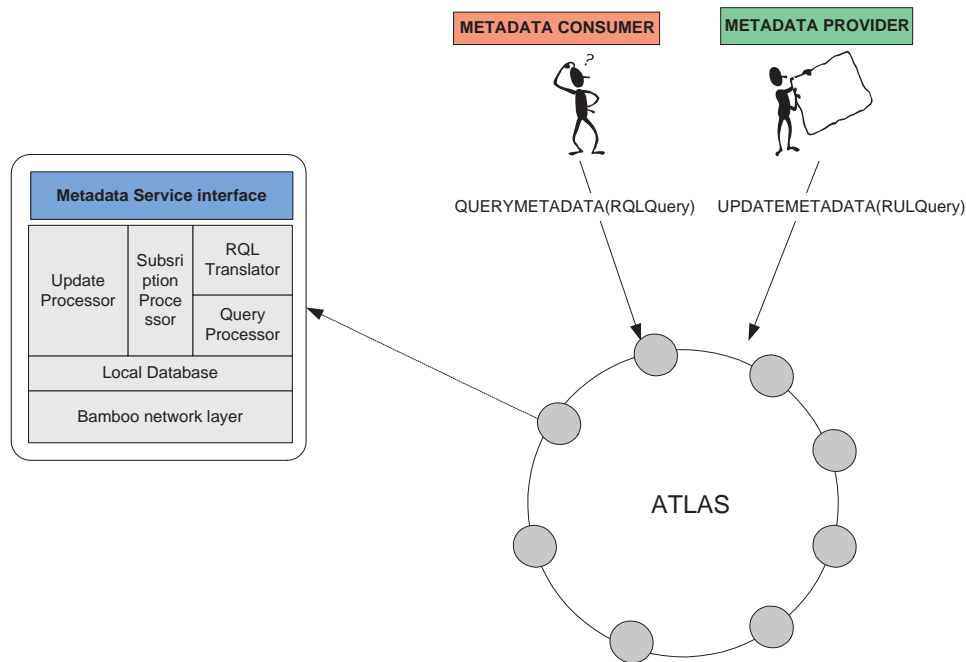 METADATA CONSUMER
METADATA PROVIDER
?
QUERYMETADATA(RQLQuery)
UPDATEMETADATA(RULQuery)
Metadata Service interface
Update
Processor
Subsri
ption
Proce
ssor
RQL
Translator
Query
Processor
Local Database
Bamboo network layer
ATLAS